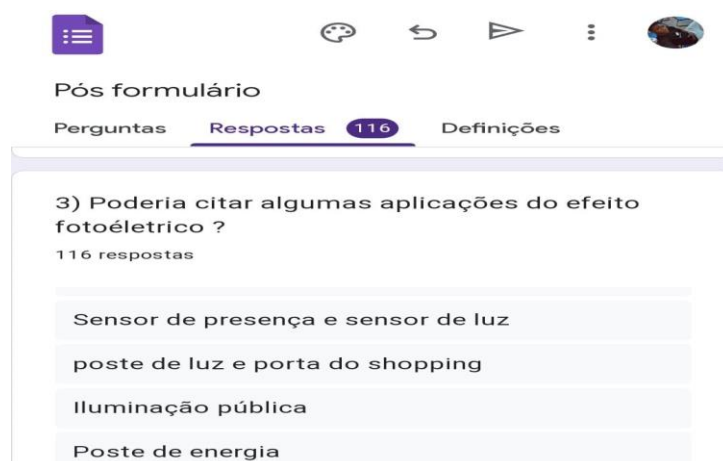 Pós formulário
Perguntas Respostas 116 Definições
3) Poderia citar algumas aplicações do efeito
fotoéletrico ?
116 respostas
Sensor de presença e sensor de luz
poste de luz e porta do shopping
Iluminação pública
Poste de energia